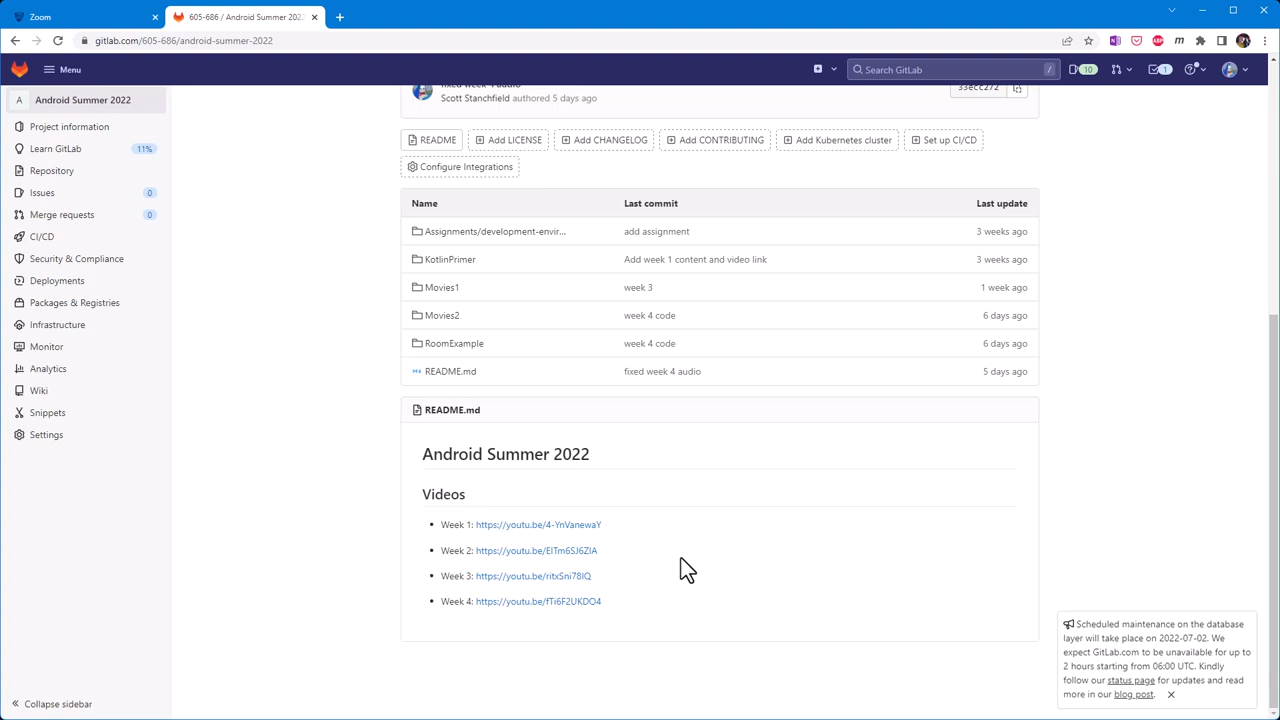 Zoom
605-686 / Android Summer 2022
gitlab.com/605-686/android-summer-2022
Menu
Search GitLab
/
10
1
A Android Summer 2022
Project information
Learn GitLab 11%
Repository
Issues 0
Merge requests 0
CI/CD
Security & Compliance
Deployments
Packages & Registries
Infrastructure
Monitor
Analytics
Wiki
Snippets
Settings
Collapse sidebar
fixed week 4 audio
Scott Stanchfield authored 5 days ago
33ecc272
README Add LICENSE Add CHANGELOG Add CONTRIBUTING Add Kubernetes cluster Set up CI/CD
Configure Integrations
Name Last commit Last update
Assignments/development-envir... add assignment 3 weeks ago
KotlinPrimer Add week 1 content and video link 3 weeks ago
Movies1 week 3 1 week ago
Movies2 week 4 code 6 days ago
RoomExample week 4 code 6 days ago
README.md fixed week 4 audio 5 days ago
README.md
Android Summer 2022
Videos
Week 1: https://youtu.be/4-YnVanewaY
Week 2: https://youtu.be/EITm6SJ6ZIA
Week 3: https://youtu.be/ritxSni78IQ
Week 4: https://youtu.be/fTi6F2UKDO4
Scheduled maintenance on the database
layer will take place on 2022-07-02. We
expect GitLab.com to be unavailable for up to
2 hours starting from 06:00 UTC. Kindly
follow our status page for updates and read
more in our blog post.